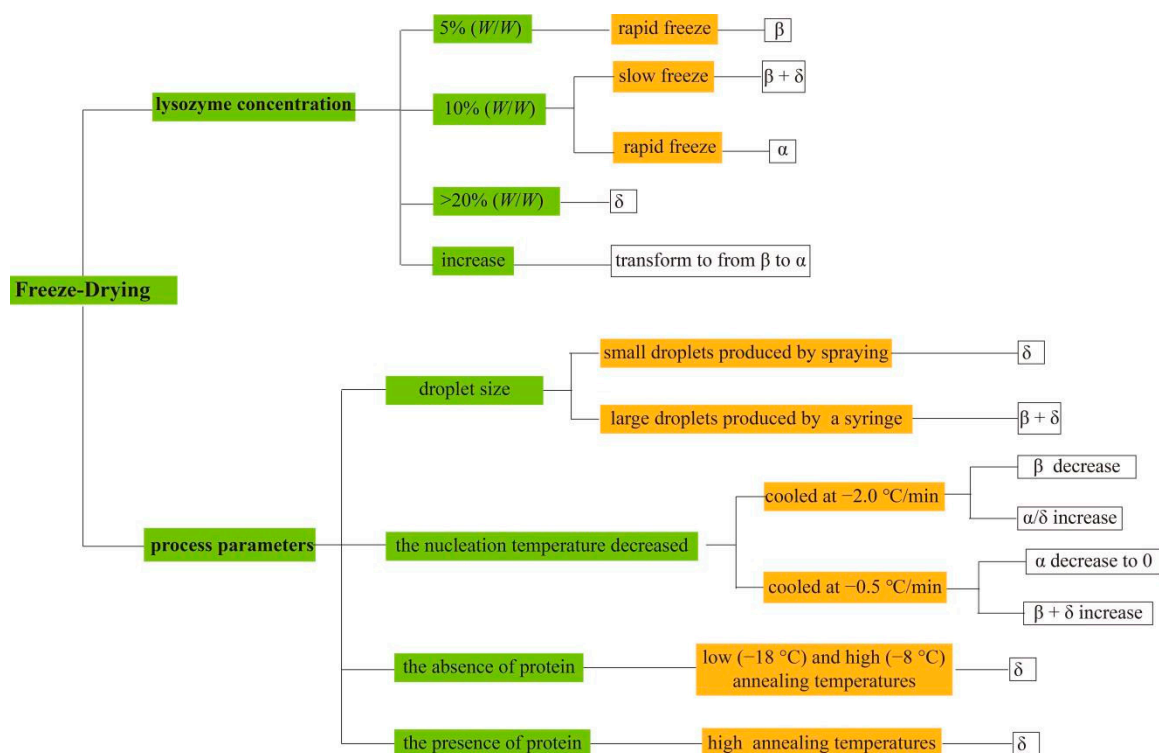 Freeze-Drying
lysozyme concentration
5% (W/W)
rapid freeze
β
10% (W/W)
slow freeze
β + δ
rapid freeze
α
>20% (W/W)
δ
increase
transform to from β to α
process parameters
droplet size
small droplets produced by spraying
δ
large droplets produced by a syringe
β + δ
the nucleation temperature decreased
cooled at −2.0 °C/min
β decrease
α/δ increase
cooled at −0.5 °C/min
α decrease to 0
β + δ increase
the absence of protein
low (−18 °C) and high (−8 °C)
annealing temperatures
δ
the presence of protein
high annealing temperatures
δ